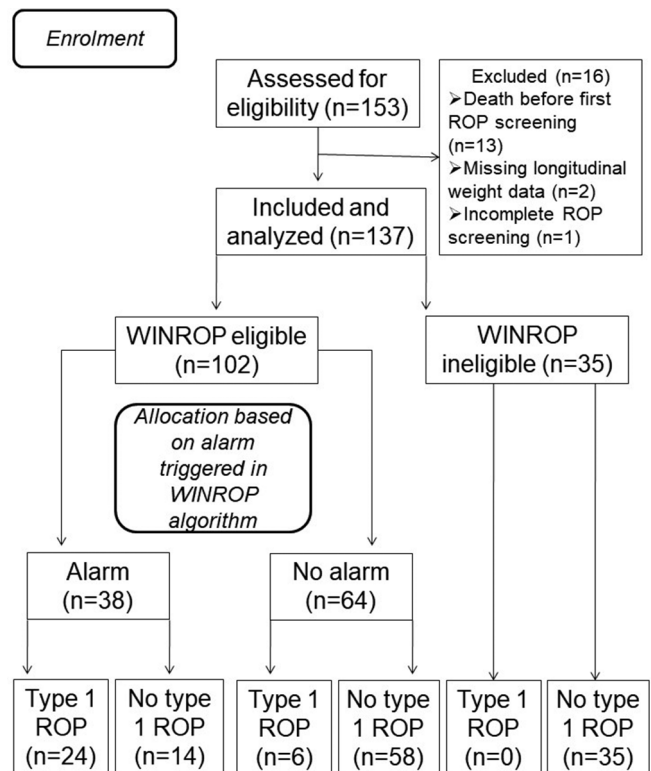 Enrolment
Assessed for
eligibility (n=153)
Excluded (n=16)
➢Death before first
ROP screening
(n=13)
➢Missing longitudinal
weight data (n=2)
➢Incomplete ROP
screening (n=1)
Included and
analyzed (n=137)
WINROP eligible
(n=102)
WINROP
ineligible (n=35)
Allocation based
on alarm
triggered in
WINROP
algorithm
Alarm
(n=38)
No alarm
(n=64)
Type 1
ROP
(n=24)
No type
1 ROP
(n=14)
Type 1
ROP
(n=6)
No type
1 ROP
(n=58)
Type 1
ROP
(n=0)
No type
1 ROP
(n=35)